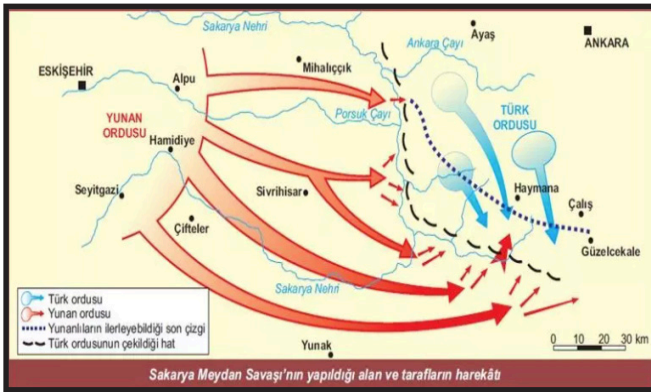 Sakarya Nehri
Ayaş
ANKARA
Mihalıççık
Ankara Çayı
ESKİŞEHİR
Alpu
Porsuk Çayı
YUNAN
ORDUSU
TÜRK
ORDUSU
Hamidiye
Seyitgazi
Sivrihisar
Haymana
Çalış
Çifteler
Güzelcekale
Sakarya Nehri
Türk ordusu
Yunan ordusu
Yunanlıların ilerleyebildiği son çizgi
Türk ordusunun çekildiği hat
Yunak
0 10 20 30 km
Sakarya Meydan Savaşı'nın yapıldığı alan ve tarafların harekâtı